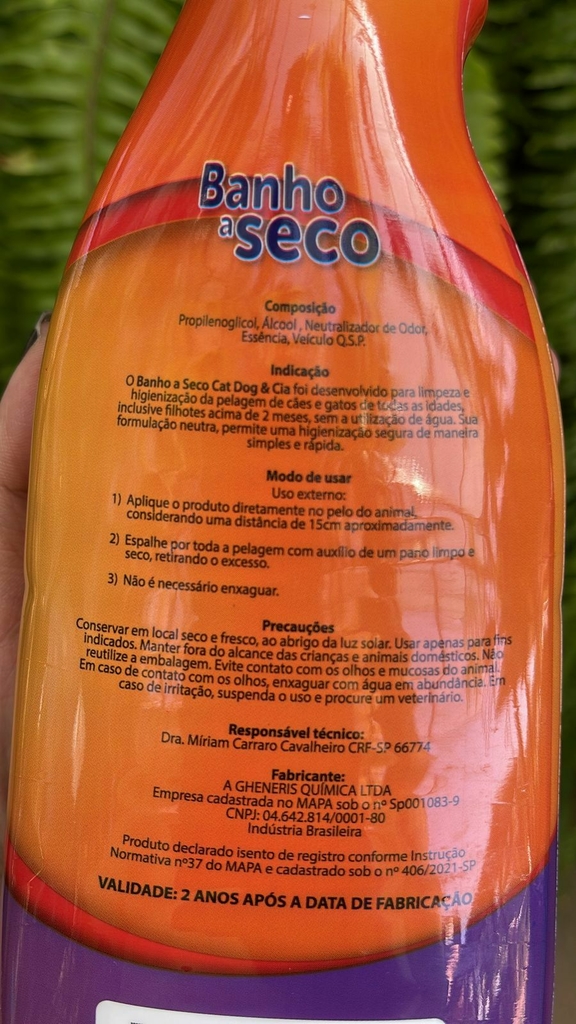 Banho
a seco
Composição
Propilenoglicol, Álcool , Neutralizador de Odor,
Essência, Veículo Q.S.P.
Indicação
O Banho a Seco Cat Dog & Cia foi desenvolvido para limpeza e
higienização da pelagem de cães e gatos de todas as idades,
inclusive filhotes acima de 2 meses, sem a utilização de água. Sua
formulação neutra, permite uma higienização segura de maneira
simples e rápida.
Modo de usar
Uso externo:
1) Aplique o produto diretamente no pelo do animal,
considerando uma distância de 15cm aproximadamente.
2) Espalhe por toda a pelagem com auxílio de um pano limpo e
seco, retirando o excesso.
3) Não é necessário enxaguar.
Precauções
Conservar em local seco e fresco, ao abrigo da luz solar. Usar apenas para fins
indicados. Manter fora do alcance das crianças e animais domésticos. Não
reutilize a embalagem. Evite contato com os olhos e mucosas do animal.
Em caso de contato com os olhos, enxaguar com água em abundância. Em
caso de irritação, suspenda o uso e procure um veterinário.
Responsável técnico:
Dra. Míriam Carraro Cavalheiro CRF-SP 66774
Fabricante:
A GHENERIS QUÍMICA LTDA
Empresa cadastrada no MAPA sob o nº Sp001083-9
CNPJ: 04.642.814/0001-80
Indústria Brasileira
Produto declarado isento de registro conforme Instrução
Normativa nº37 do MAPA e cadastrado sob o nº 406/2021-SP
VALIDADE: 2 ANOS APÓS A DATA DE FABRICAÇÃO